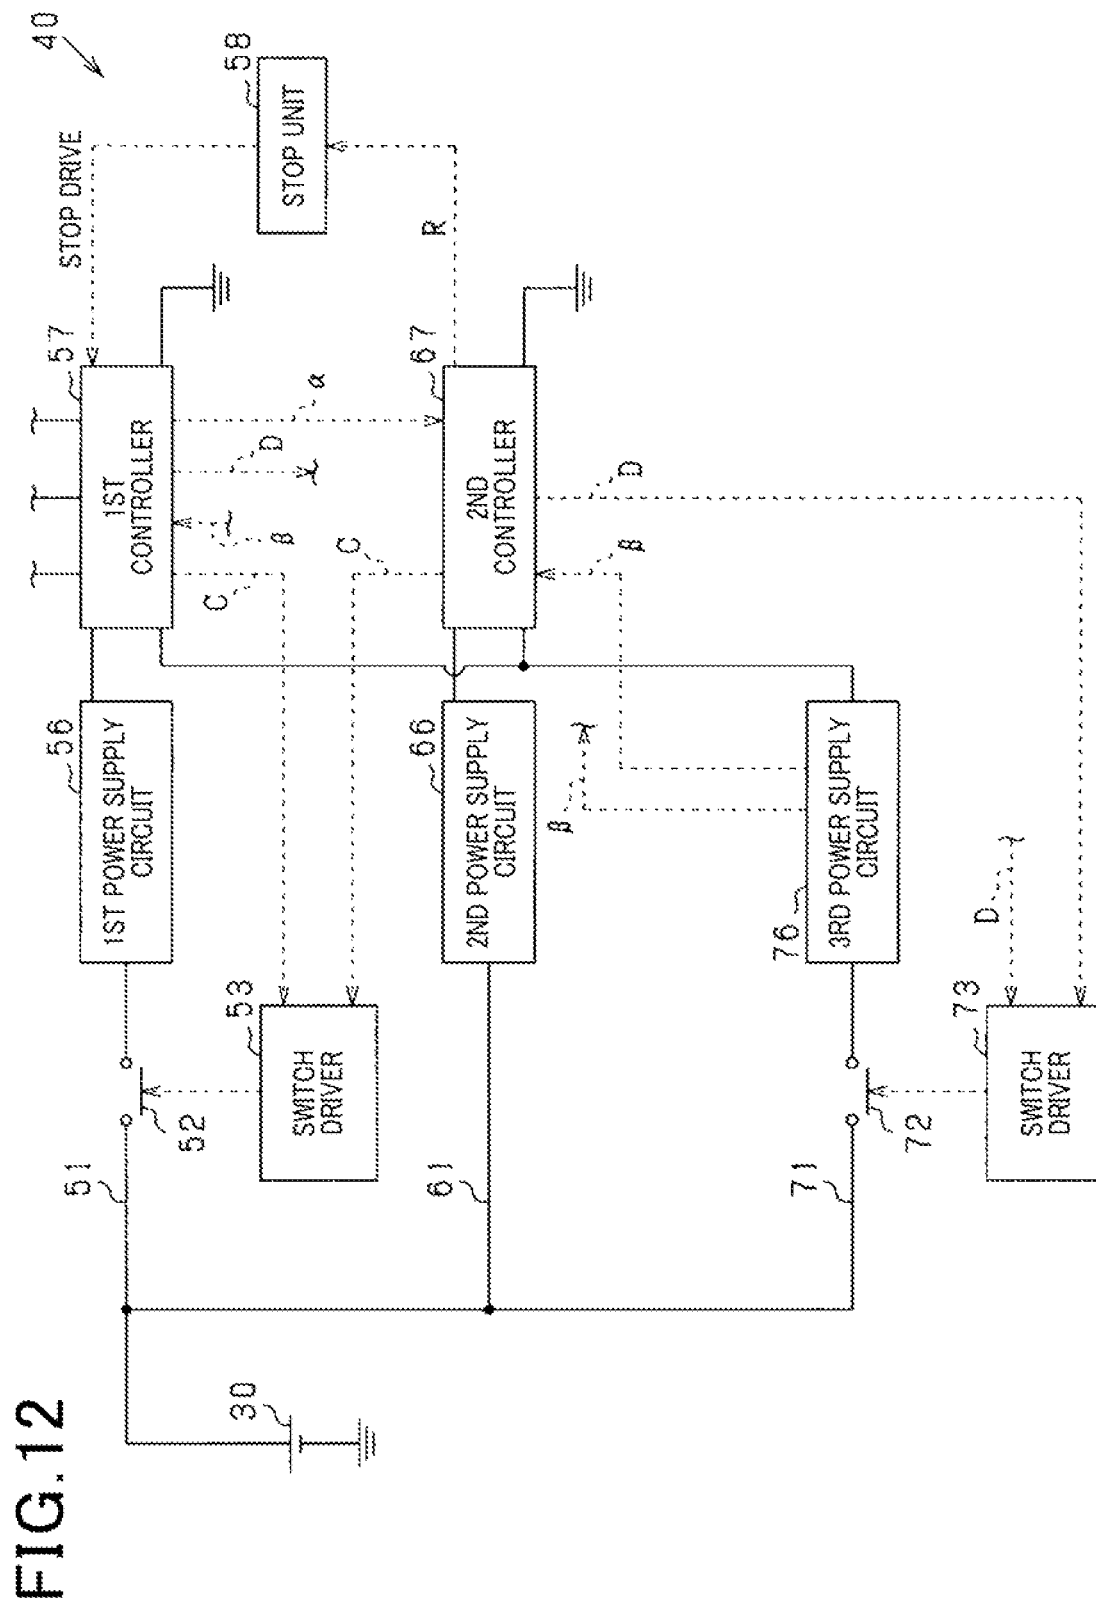 FIG.12
40
30
51
52
53
SWITCH
DRIVER
56
1ST POWER SUPPLY
CIRCUIT
57
1ST
CONTROLLER
STOP DRIVE
58
STOP UNIT
C
β
D
α
R
61
66
2ND POWER SUPPLY
CIRCUIT
C
67
2ND
CONTROLLER
β
β
D
71
72
73
SWITCH
DRIVER
D
76
3RD POWER SUPPLY
CIRCUIT